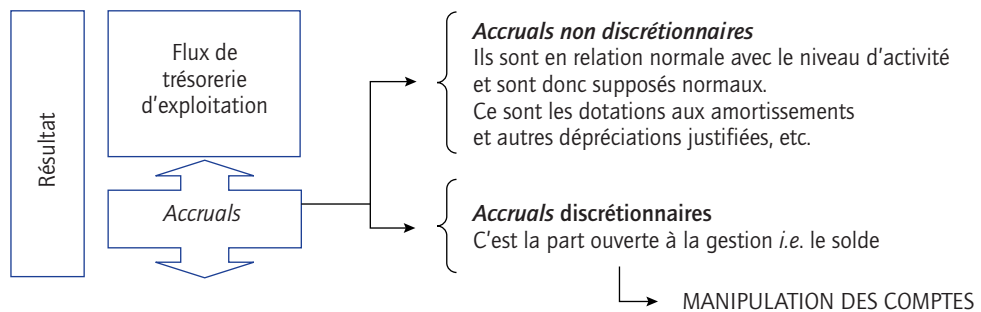 Résultat
Flux de
trésorerie
d'exploitation
Accruals
Accruals non discrétionnaires
Ils sont en relation normale avec le niveau d'activité
et sont donc supposés normaux.
Ce sont les dotations aux amortissements
et autres dépréciations justifiées, etc.
Accruals discrétionnaires
C'est la part ouverte à la gestion i.e. le solde
MANIPULATION DES COMPTES